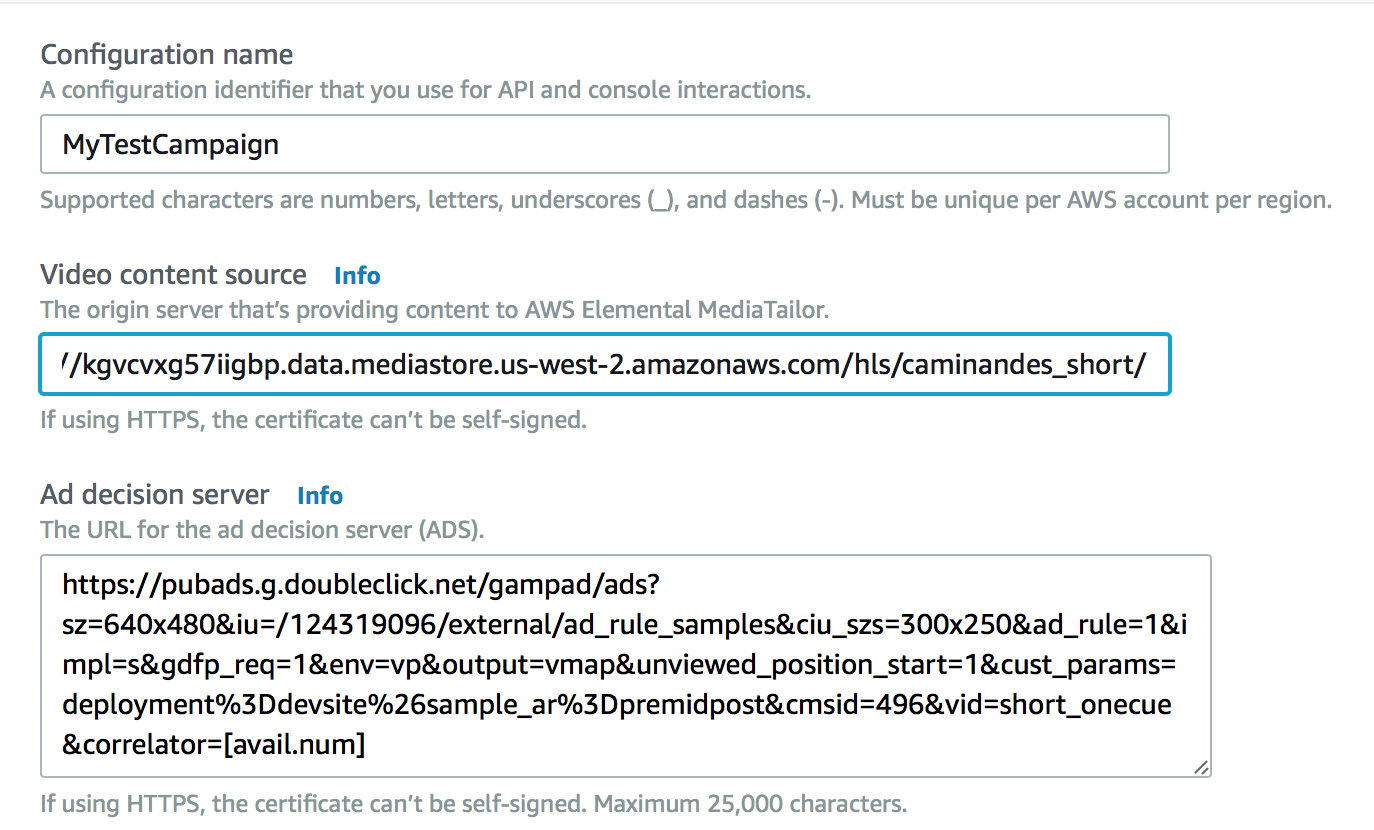 Configuration name
A configuration identifier that you use for API and console interactions.
MyTestCampaign
Supported characters are numbers, letters, underscores (_), and dashes (-). Must be unique per AWS account per region.
Video content source Info
The origin server that’s providing content to AWS Elemental MediaTailor.
//kgvcvxg57iigbp.data.mediastore.us-west-2.amazonaws.com/hls/caminandes_short/
If using HTTPS, the certificate can’t be self-signed.
Ad decision server Info
The URL for the ad decision server (ADS).
https://pubads.g.doubleclick.net/gampad/ads?
sz=640x480&iu=/124319096/external/ad_rule_samples&ciu_szs=300x250&ad_rule=1&i
mpl=s&gdfp_req=1&env=vp&output=vmap&unviewed_position_start=1&cust_params=
deployment%3Ddevsite%26sample_ar%3Dpremidpost&cmsid=496&vid=short_onecue
&correlator=[avail.num]
If using HTTPS, the certificate can’t be self-signed. Maximum 25,000 characters.